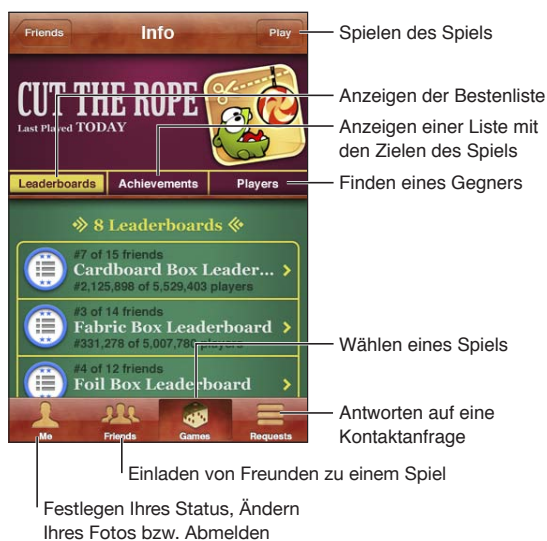 Friends
Info
Play
Spielen des Spiels
CUT THE ROPE
Last Played TODAY
Anzeigen der Bestenliste
Anzeigen einer Liste mit
den Zielen des Spiels
Leaderboards
Achievements
Players
Finden eines Gegners
8 Leaderboards
#7 of 15 friends
Cardboard Box Leader...
#2,125,898 of 5,529,403 players
#3 of 14 friends
Fabric Box Leaderboard
#331,278 of 5,007,780 players
Wählen eines Spiels
#4 of 12 friends
Foil Box Leaderboard
Me
Friends
Games
Requests
Antworten auf eine
Kontaktanfrage
Einladen von Freunden zu einem Spiel
Festlegen Ihres Status, Ändern
Ihres Fotos bzw. Abmelden